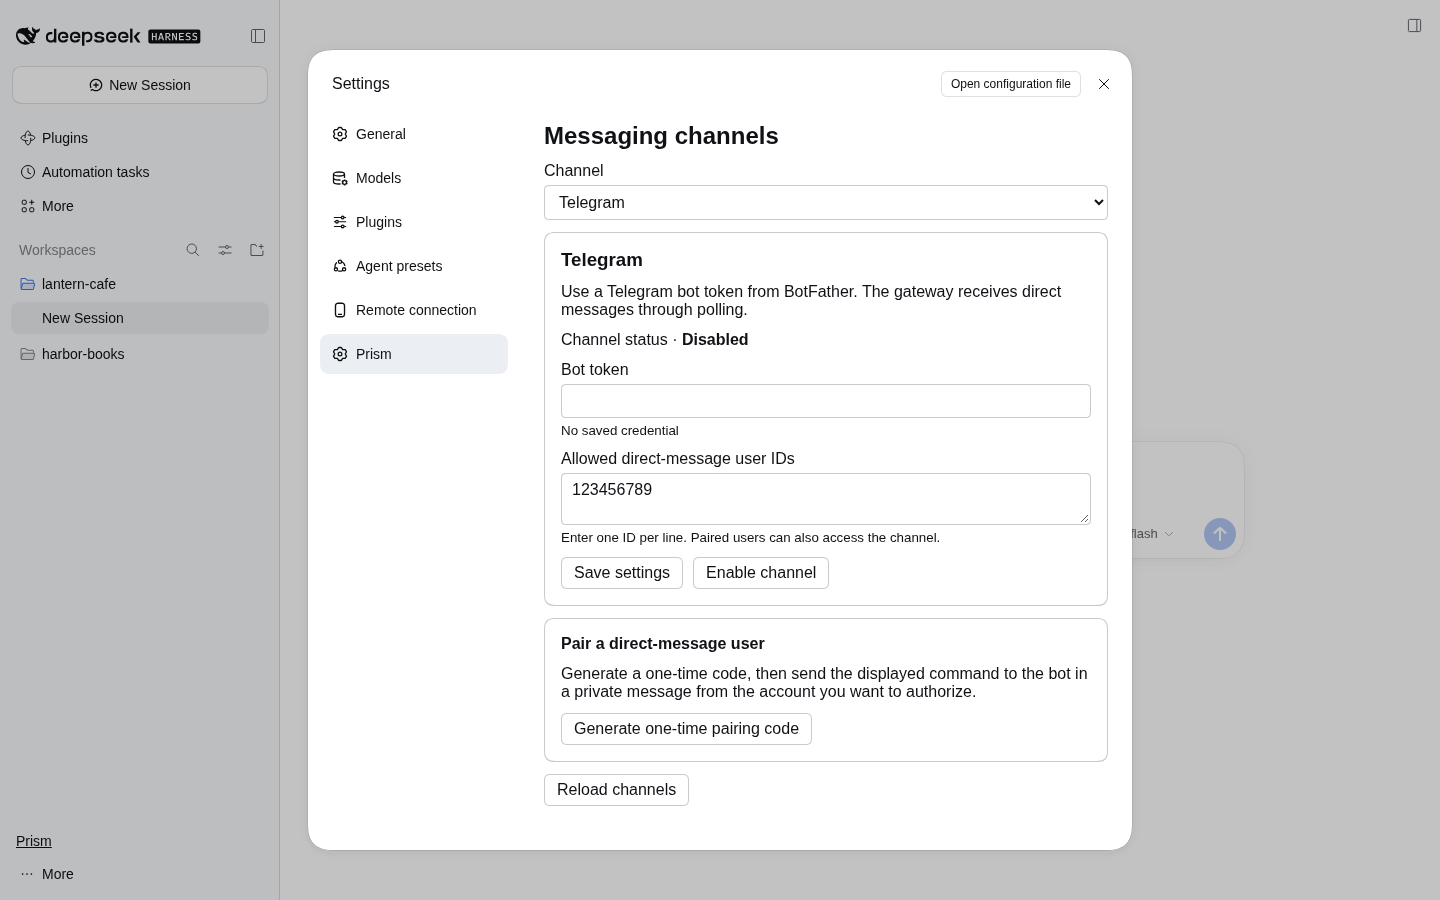 deepseek HARNESS
New Session
Plugins
Automation tasks
More
Workspaces
lantern-cafe
New Session
harbor-books
Prism
More
Settings
Open configuration file
General
Models
Plugins
Agent presets
Remote connection
Prism
Messaging channels
Channel
Telegram
Telegram
Use a Telegram bot token from BotFather. The gateway receives direct
messages through polling.
Channel status · Disabled
Bot token
No saved credential
Allowed direct-message user IDs
123456789
Enter one ID per line. Paired users can also access the channel.
Save settings
Enable channel
Pair a direct-message user
Generate a one-time code, then send the displayed command to the bot in
a private message from the account you want to authorize.
Generate one-time pairing code
Reload channels
flash